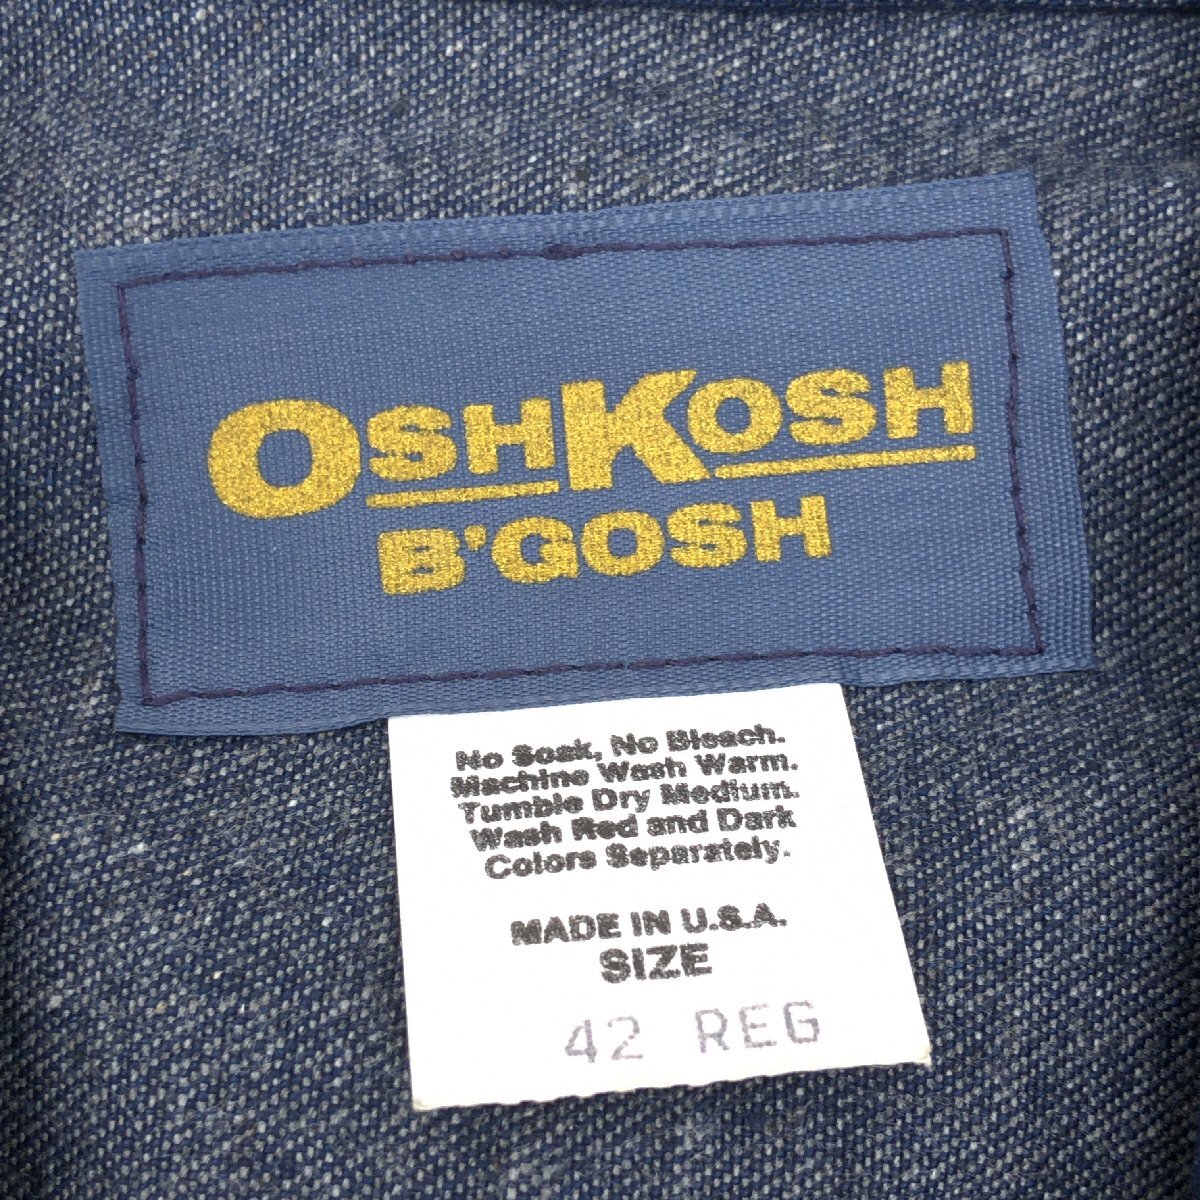 OSHKOSH
B'GOSH
No Soak, No Bleach.
Machine Wash Warm.
Tumble Dry Medium.
Wash Red and Dark
Colors Separately.
MADE IN U.S.A.
SIZE
42 REG